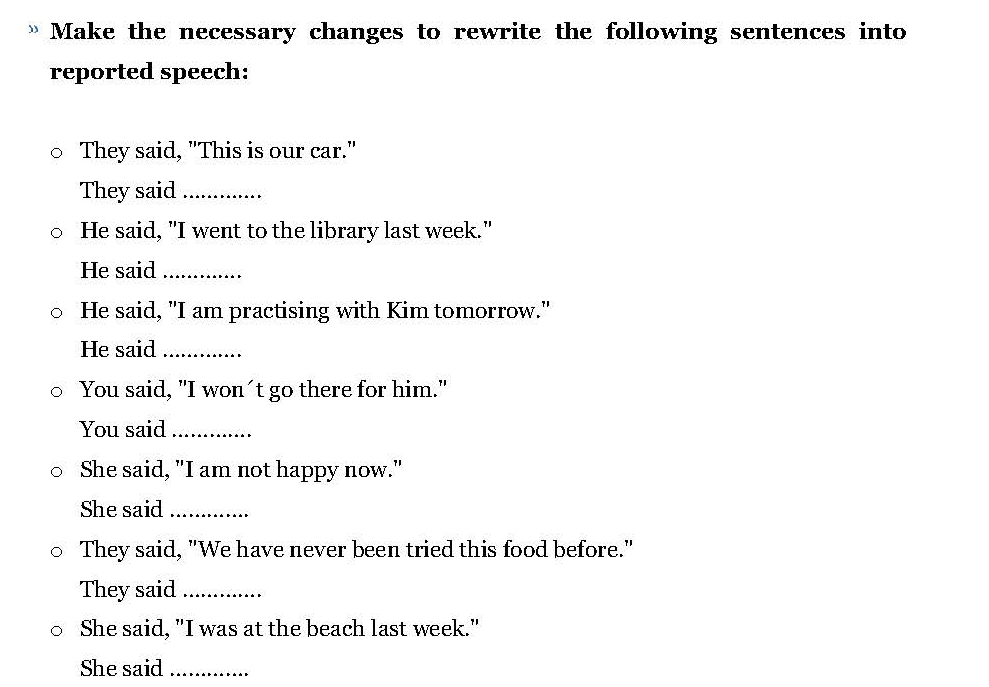 » Make the necessary changes to rewrite the following sentences into
reported speech:
o They said, "This is our car."
They said .............
o He said, "I went to the library last week."
He said .............
o He said, "I am practising with Kim tomorrow."
He said .............
o You said, "I won´t go there for him."
You said .............
o She said, "I am not happy now."
She said .............
o They said, "We have never been tried this food before."
They said .............
o She said, "I was at the beach last week."
She said .............